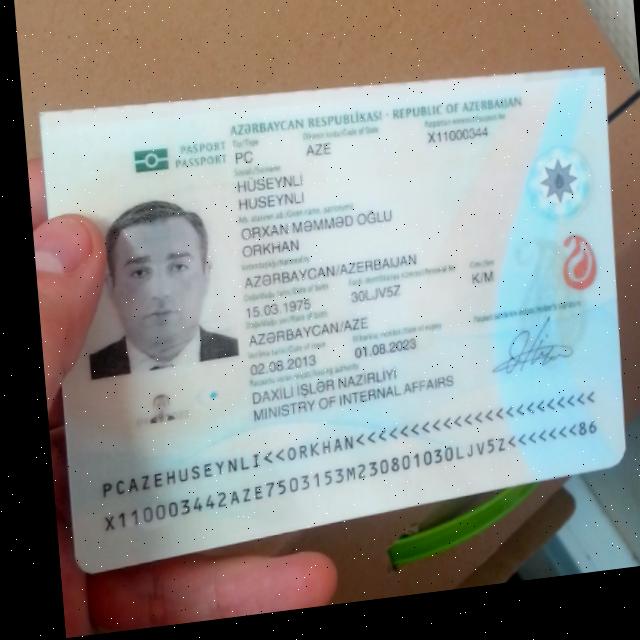 AZƏRBAYCAN RESPUBLİKASI · REPUBLIC OF AZERBAIJAN
PASPORT
PASSPORT
PC AZE X11000344
HÜSEYNLİ
HUSEYNLI
ORXAN MƏMMƏD OĞLU
ORKHAN
AZƏRBAYCAN/AZERBAIJAN
15.03.1975 30LJV5Z K/M
AZƏRBAYCAN/AZE
02.08.2013 01.08.2023
DAXİLİ İŞLƏR NAZİRLİYİ
MINISTRY OF INTERNAL AFFAIRS
PCAZEHUSEYNLI<<ORKHAN<<<<<<<<<<<<<<<<<<<<<<<
X110003442AZE7503153M230801030LJV5Z<<<<<<<86